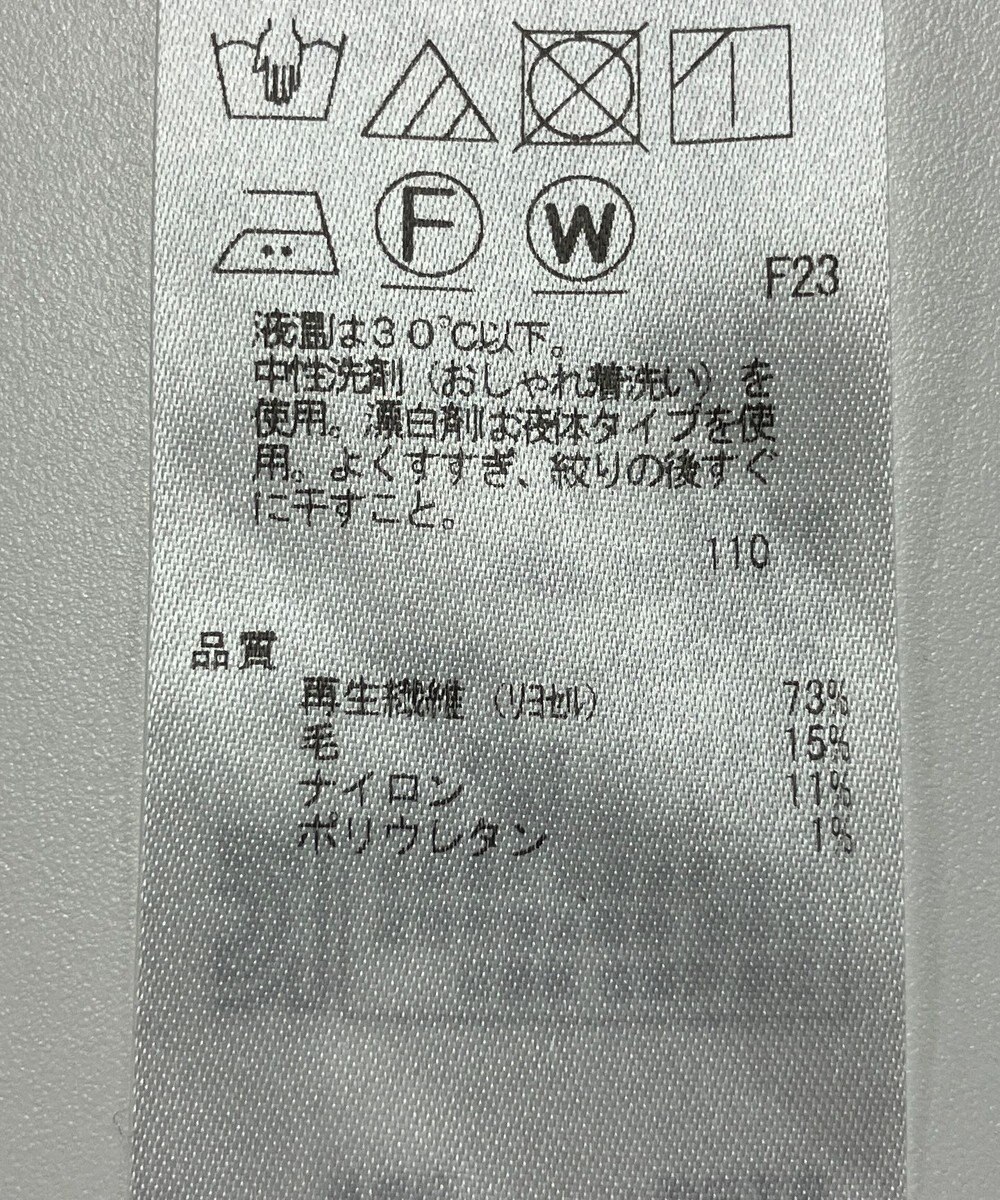 F W
F23
液温は30℃以下。
中性洗剤(おしゃれ着洗い)を
使用。漂白剤は液体タイプを使
用。よくすすぎ、絞りの後すぐ
に干すこと。
110
品質
再生繊維(リヨセル) 73%
毛 15%
ナイロン 11%
ポリウレタン 1%